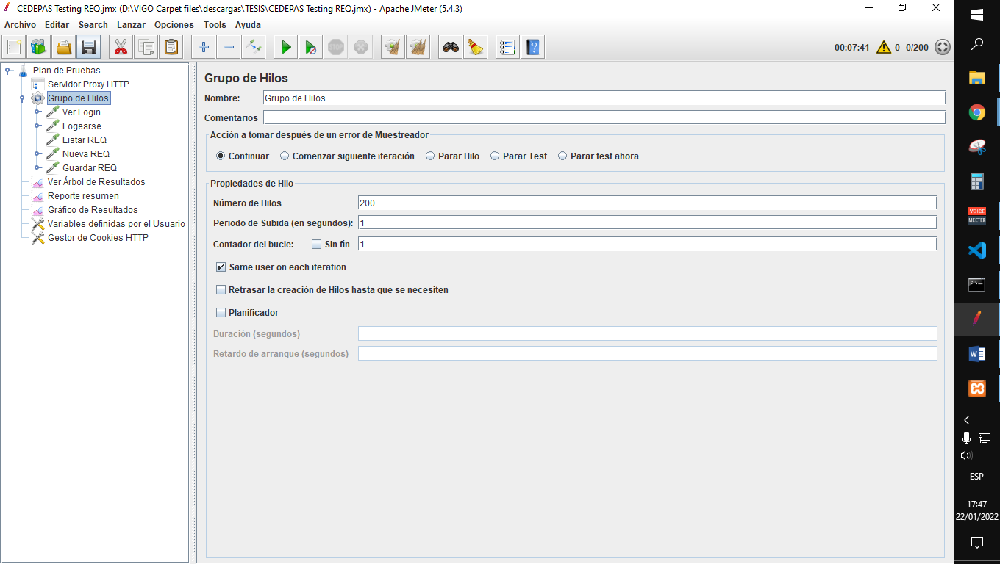 CEDEPAS Testing REQ.jmx (D:\VIGO Carpet files\descargas\TESIS\CEDEPAS Testing REQ.jmx) - Apache JMeter (5.4.3)
Archivo Editar Search Lanzar Opciones Tools Ayuda
STOP
00:07:41 0 0/200
Plan de Pruebas
Servidor Proxy HTTP
Grupo de Hilos
Ver Login
Logearse
Listar REQ
Nueva REQ
Guardar REQ
Ver Árbol de Resultados
Reporte resumen
Gráfico de Resultados
Variables definidas por el Usuario
Gestor de Cookies HTTP
Grupo de Hilos
Nombre: Grupo de Hilos
Comentarios
Acción a tomar después de un error de Muestreador
Continuar Comenzar siguiente iteración Parar Hilo Parar Test Parar test ahora
Propiedades de Hilo
Número de Hilos 200
Periodo de Subida (en segundos): 1
Contador del bucle: Sin fín 1
Same user on each iteration
Retrasar la creación de Hilos hasta que se necesiten
Planificador
Duración (segundos)
Retardo de arranque (segundos)
VOICE
MEETER
ESP
17:47
22/01/2022